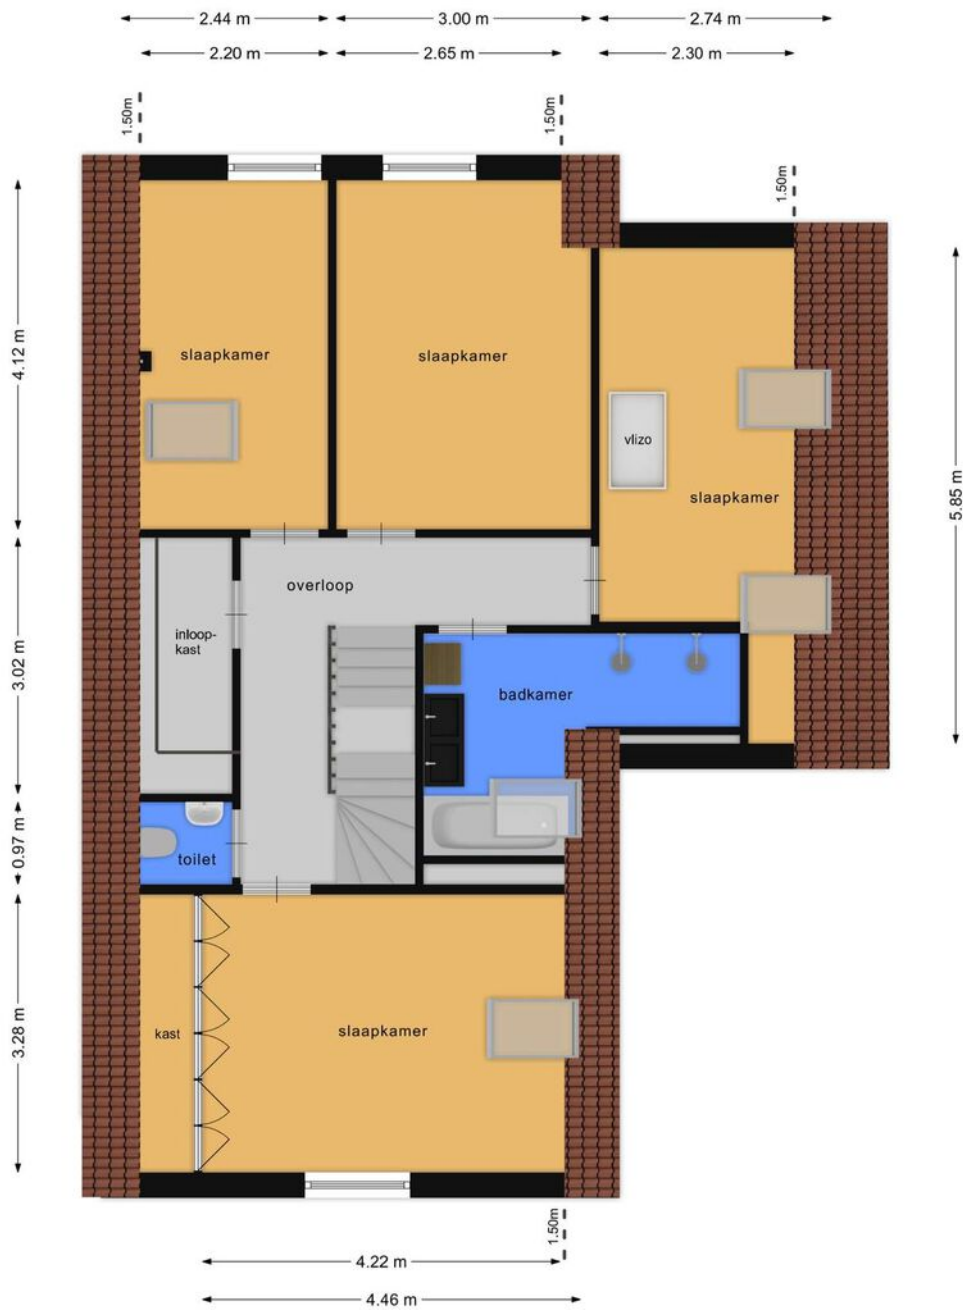 2.44 m
3.00 m
2.74 m
2.20 m
2.65 m
2.30 m
1.50m
1.50m
1.50m
4.12 m
slaapkamer
slaapkamer
vlizo
slaapkamer
5.85 m
overloop
inloop-
kast
3.02 m
badkamer
0.97 m
toilet
3.28 m
kast
slaapkamer
1.50m
4.22 m
4.46 m